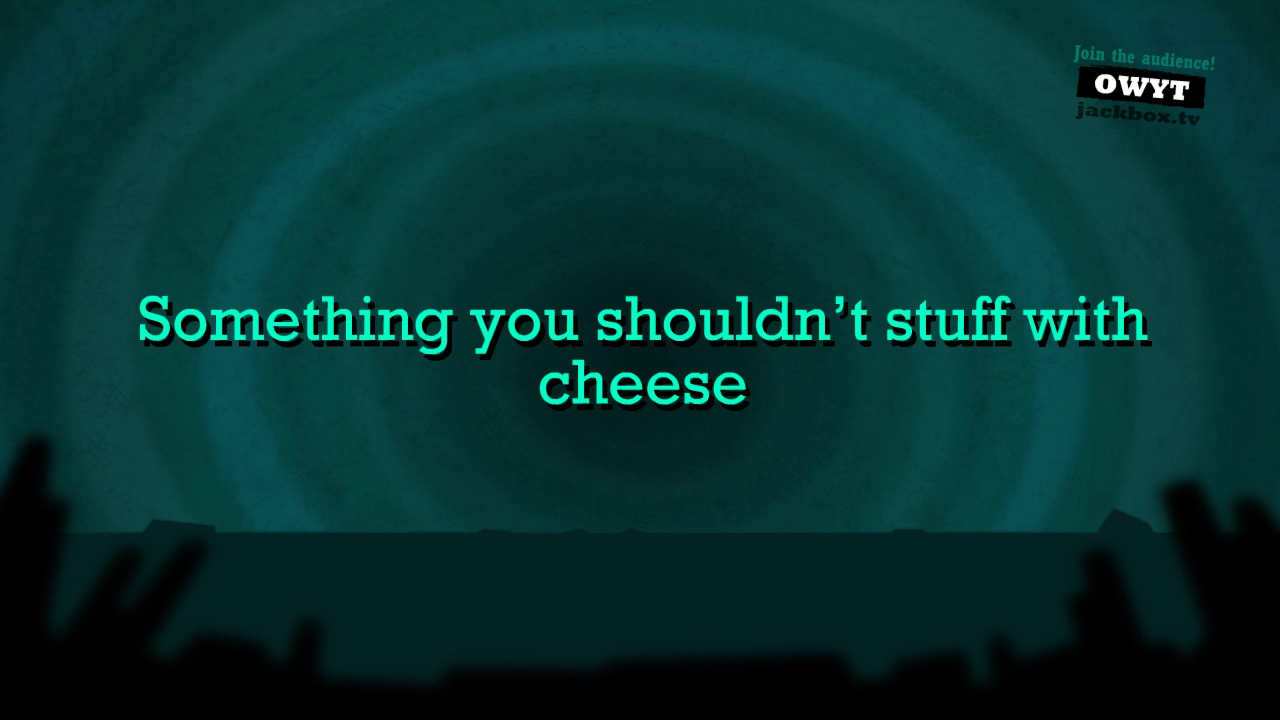 Join the audience!
OWYT
jackbox.tv
Something you shouldn’t stuff with
cheese